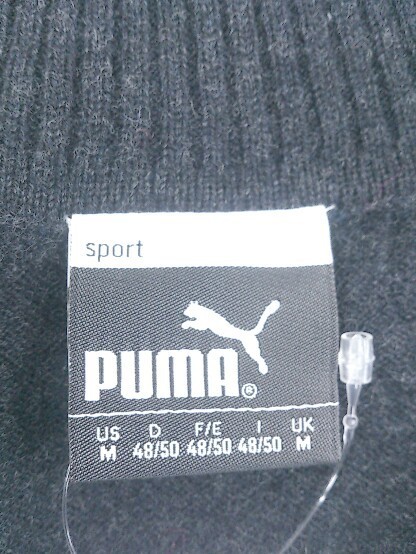 sport
PUMA®
US D F/E I UK
M 48/50 48/50 48/50 M